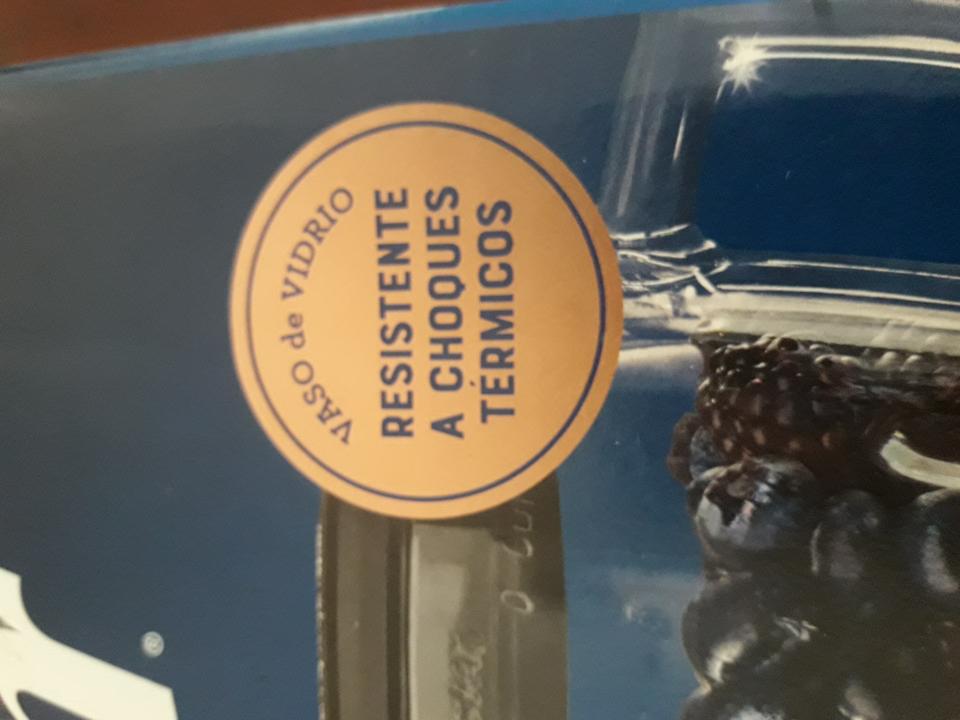 VASO de VIDRIO
RESISTENTE
A CHOQUES
TÉRMICOS
®